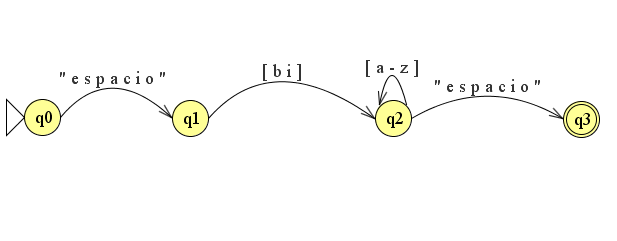 "espacio"
[bi]
[a-z]
"espacio"
q0
q1
q2
q3